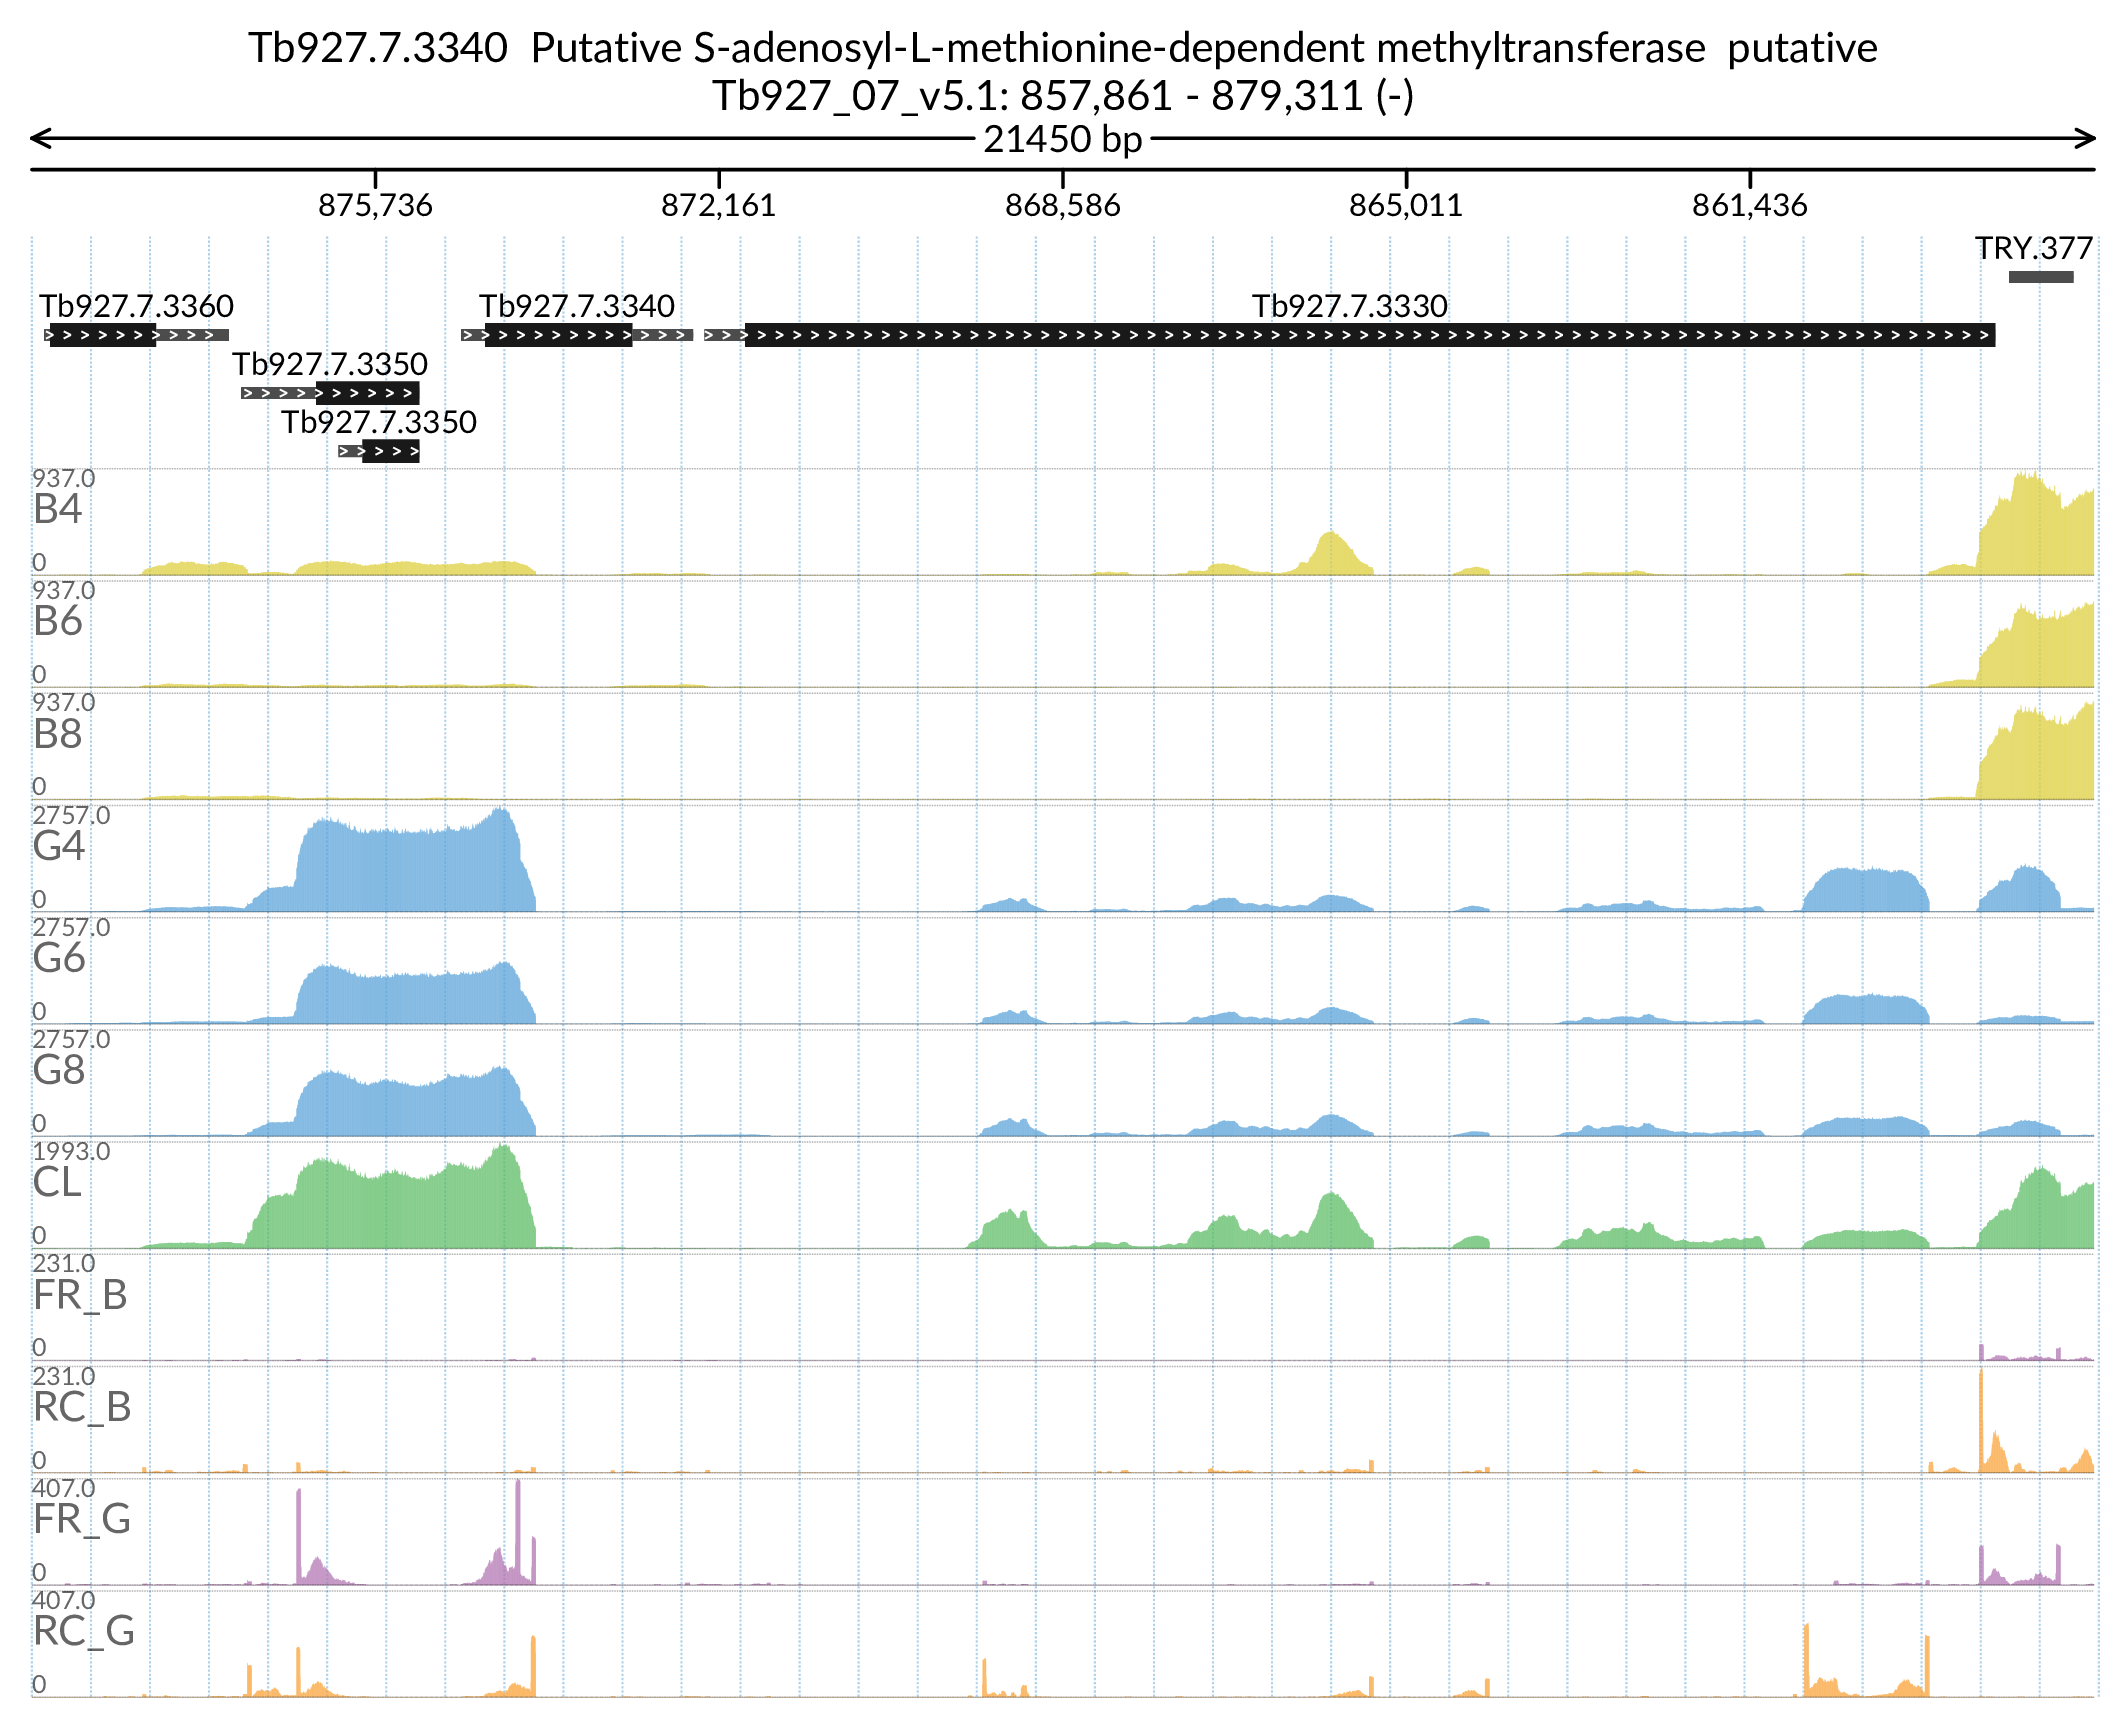 Tb927.7.3340  Putative S-adenosyl-L-methionine-dependent methyltransferase  putative
Tb927_07_v5.1: 857,861 - 879,311 (-)
21450 bp
875,736 872,161 868,586 865,011 861,436
TRY.377
Tb927.7.3360 Tb927.7.3340 Tb927.7.3330
Tb927.7.3350
Tb927.7.3350
937.0
B4
0
937.0
B6
0
937.0
B8
0
2757.0
G4
0
2757.0
G6
0
2757.0
G8
0
1993.0
CL
0
231.0
FR_B
0
231.0
RC_B
0
407.0
FR_G
0
407.0
RC_G
0